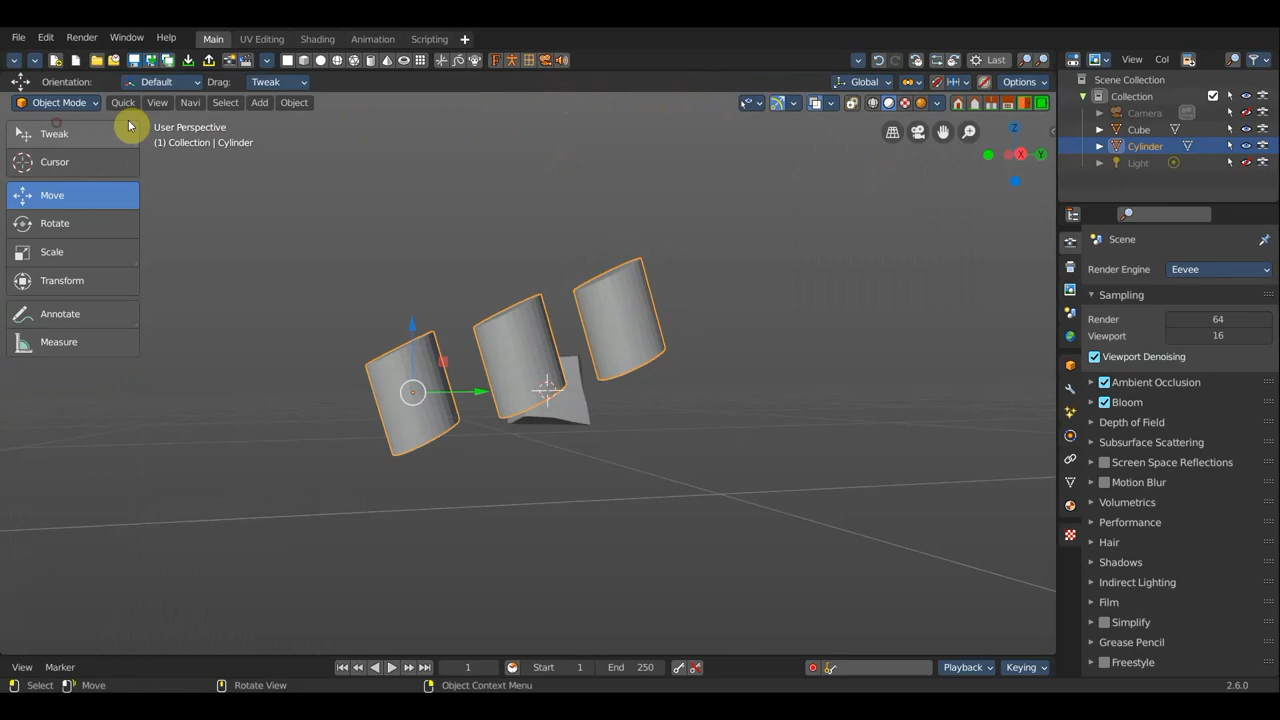 File Edit Render Window Help Main UV Editing Shading Animation Scripting
Last View Col
Orientation: Default Drag: Tweak Global Options Scene Collection
Object Mode Quick View Navi Select Add Object Collection
Camera
Tweak User Perspective Cube
(1) Collection | Cylinder Z Cylinder
Cursor X Y Light
Move
Rotate Scene
Scale Render Engine Eevee
Transform Sampling
Annotate Render 64
Measure Viewport 16
Viewport Denoising
Ambient Occlusion
Bloom
Depth of Field
Subsurface Scattering
Screen Space Reflections
Motion Blur
Volumetrics
Performance
Hair
Shadows
Indirect Lighting
Film
Simplify
Grease Pencil
View Marker 1 Start 1 End 250 Playback Keying Freestyle
Select Move Rotate View Object Context Menu 2.6.0